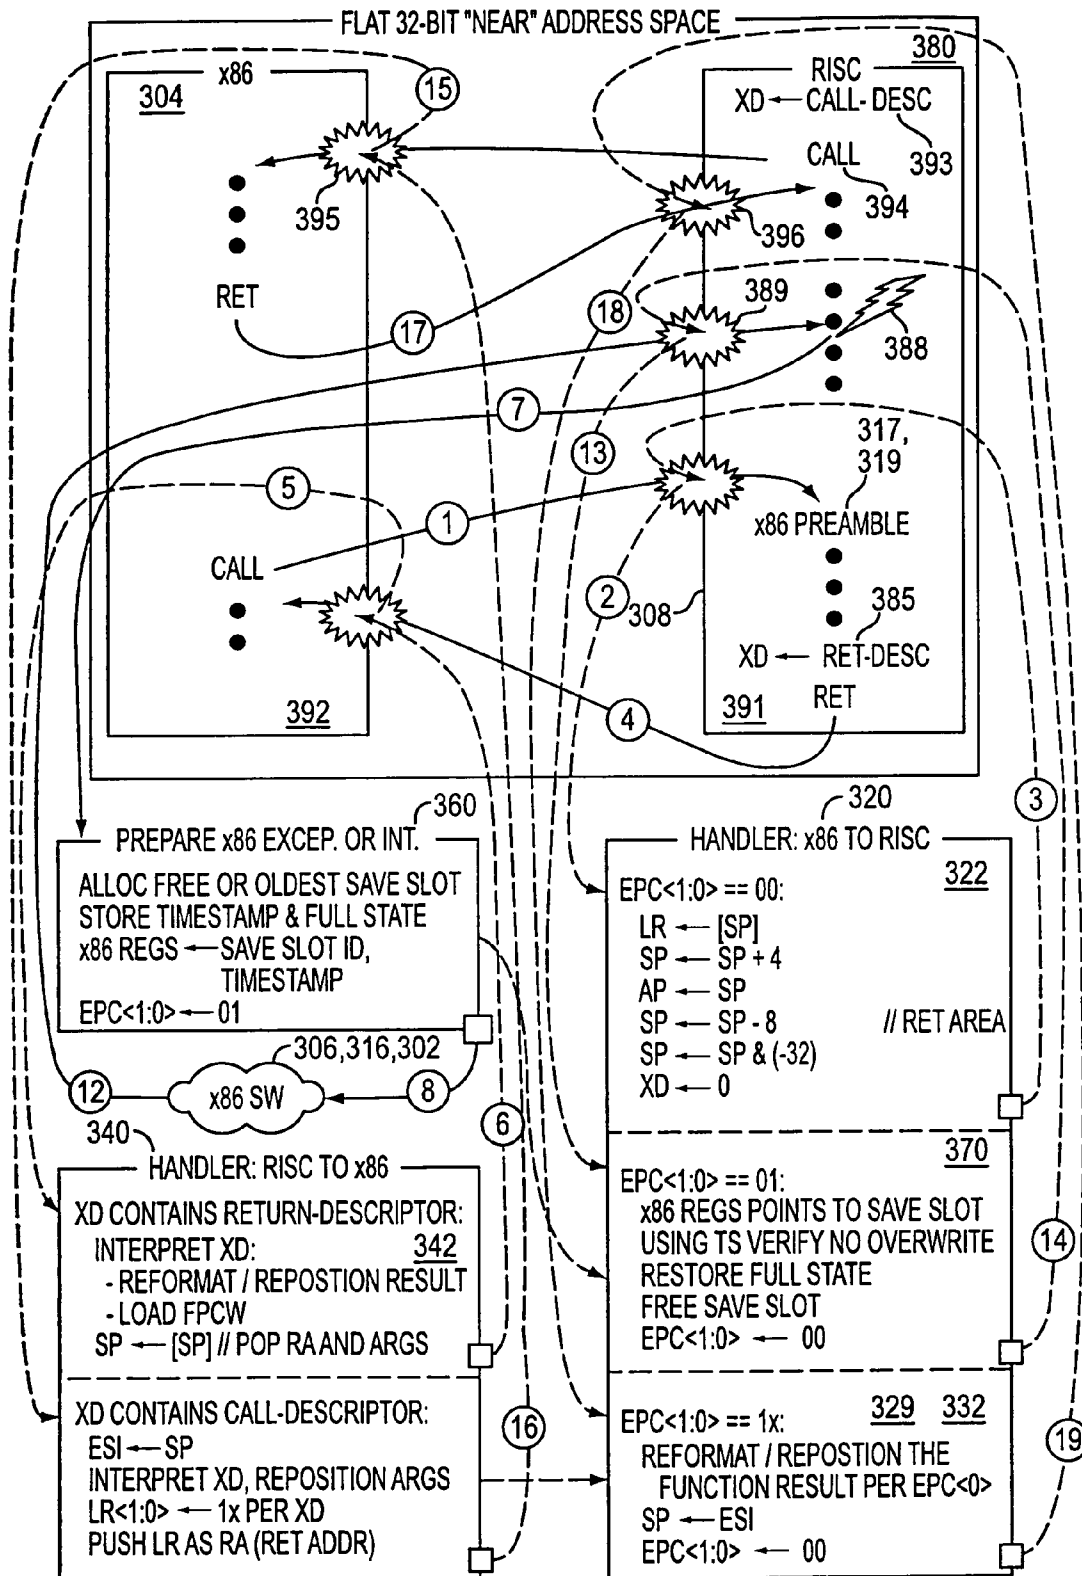 FLAT 32-BIT "NEAR" ADDRESS SPACE
x86
304
15
395
RET
17
5
1
CALL
392
7
380
RISC
XD ← CALL- DESC
393
CALL
394
396
18
389
388
13
317,
319
x86 PREAMBLE
2
308
385
XD ← RET-DESC
RET
391
4
3
360
PREPARE x86 EXCEP. OR INT.
ALLOC FREE OR OLDEST SAVE SLOT
STORE TIMESTAMP & FULL STATE
x86 REGS ← SAVE SLOT ID,
TIMESTAMP
EPC<1:0> ← 01
306,316,302
12
x86 SW
8
6
340
HANDLER: RISC TO x86
XD CONTAINS RETURN-DESCRIPTOR:
INTERPRET XD:
342
- REFORMAT / REPOSTION RESULT
- LOAD FPCW
SP ← [SP] // POP RA AND ARGS
XD CONTAINS CALL-DESCRIPTOR:
ESI ← SP
INTERPRET XD, REPOSITION ARGS
LR<1:0> ← 1x PER XD
PUSH LR AS RA (RET ADDR)
16
320
HANDLER: x86 TO RISC
322
EPC<1:0> == 00:
LR ← [SP]
SP ← SP + 4
AP ← SP
SP ← SP - 8 // RET AREA
SP ← SP & (-32)
XD ← 0
370
EPC<1:0> == 01:
x86 REGS POINTS TO SAVE SLOT
USING TS VERIFY NO OVERWRITE
RESTORE FULL STATE
FREE SAVE SLOT
EPC<1:0> ← 00
14
EPC<1:0> == 1x:
329 332
REFORMAT / REPOSTION THE
FUNCTION RESULT PER EPC<0>
SP ← ESI
EPC<1:0> ← 00
19